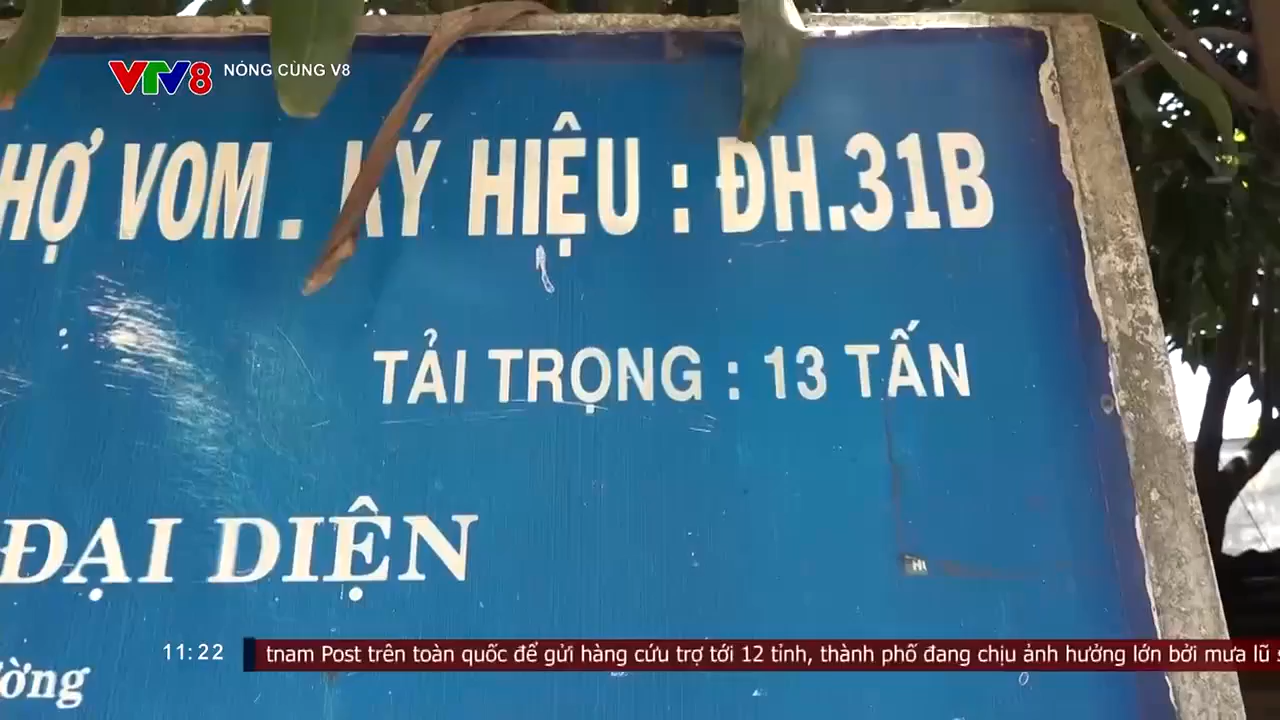 VTV8 NÓNG CÙNG V8
HỢ VOM . KÝ HIỆU : ĐH.31B
TẢI TRỌNG : 13 TẤN
ĐẠI DIỆN
ường
11:22 tnam Post trên toàn quốc để gửi hàng cứu trợ tới 12 tỉnh, thành phố đang chịu ảnh hưởng lớn bởi mưa lũ s